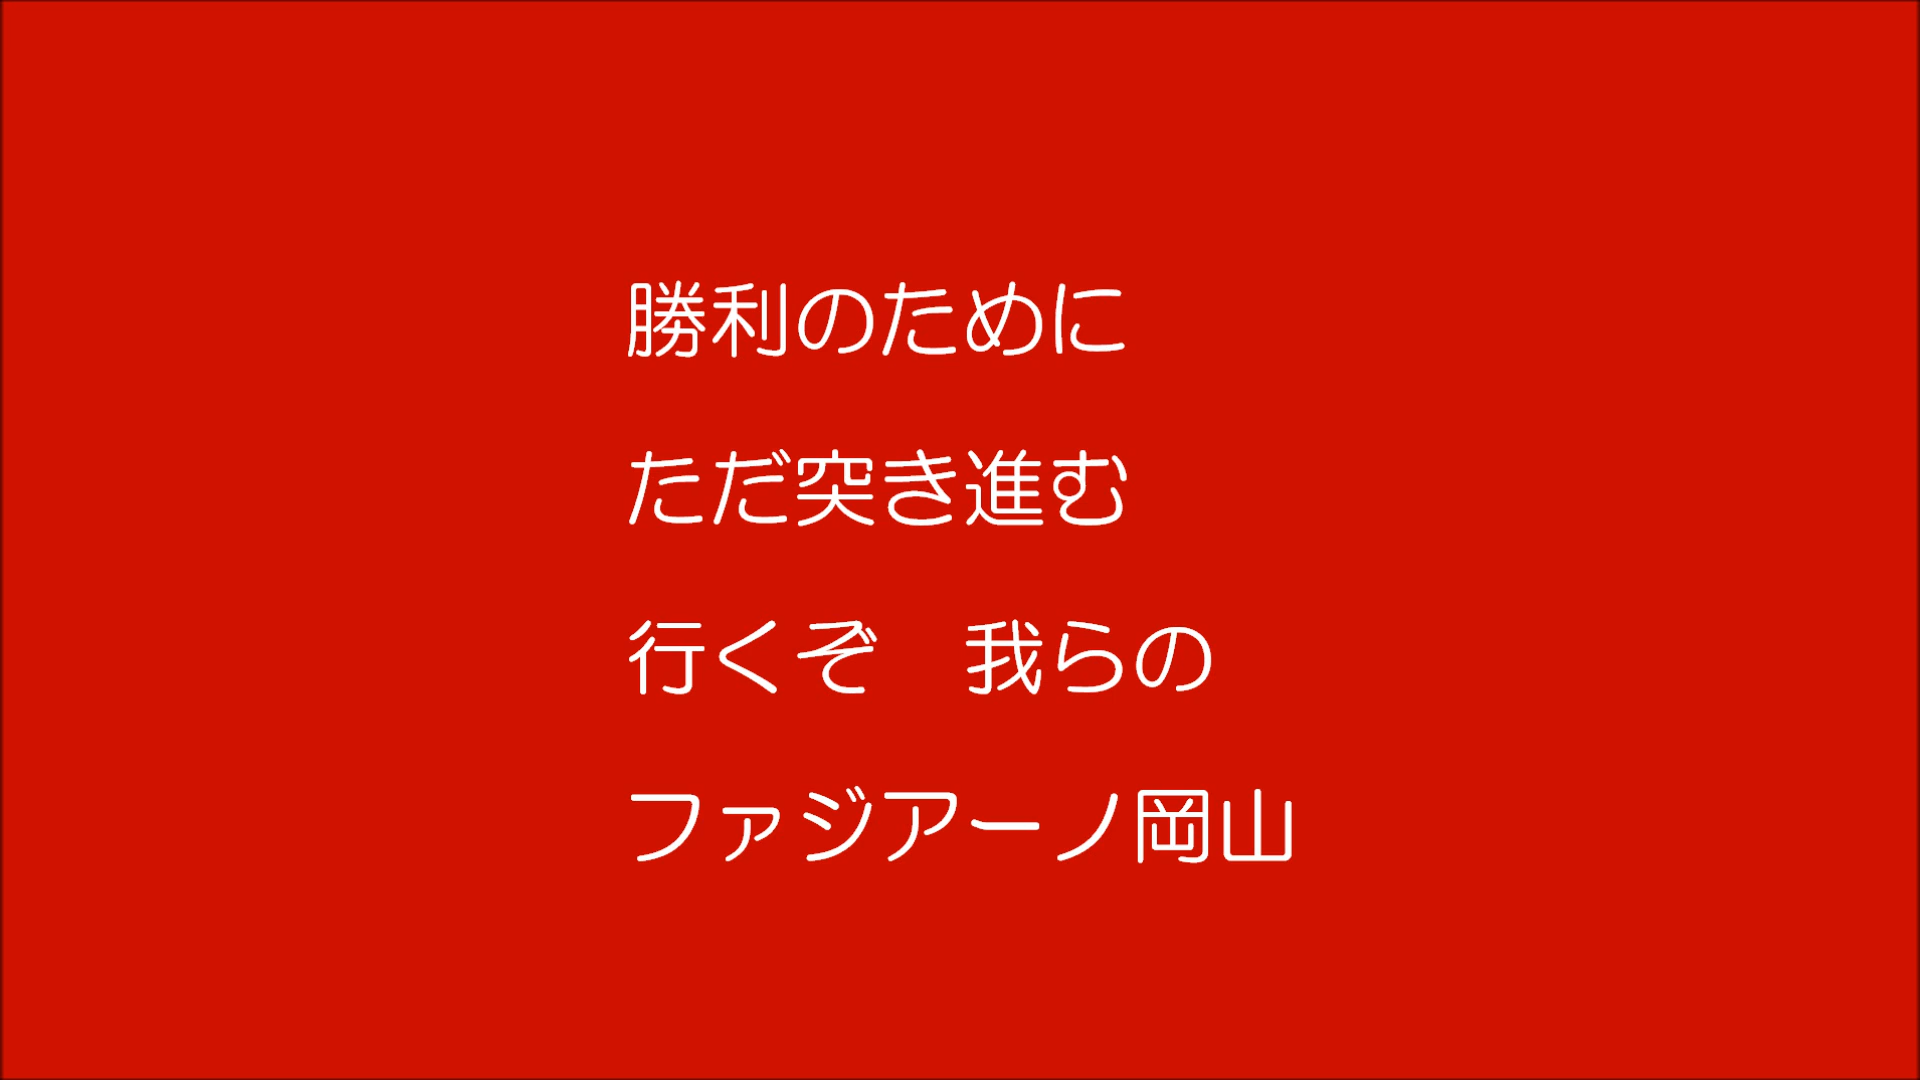 勝利のために
ただ突き進む
行くぞ　我らの
ファジアーノ岡山